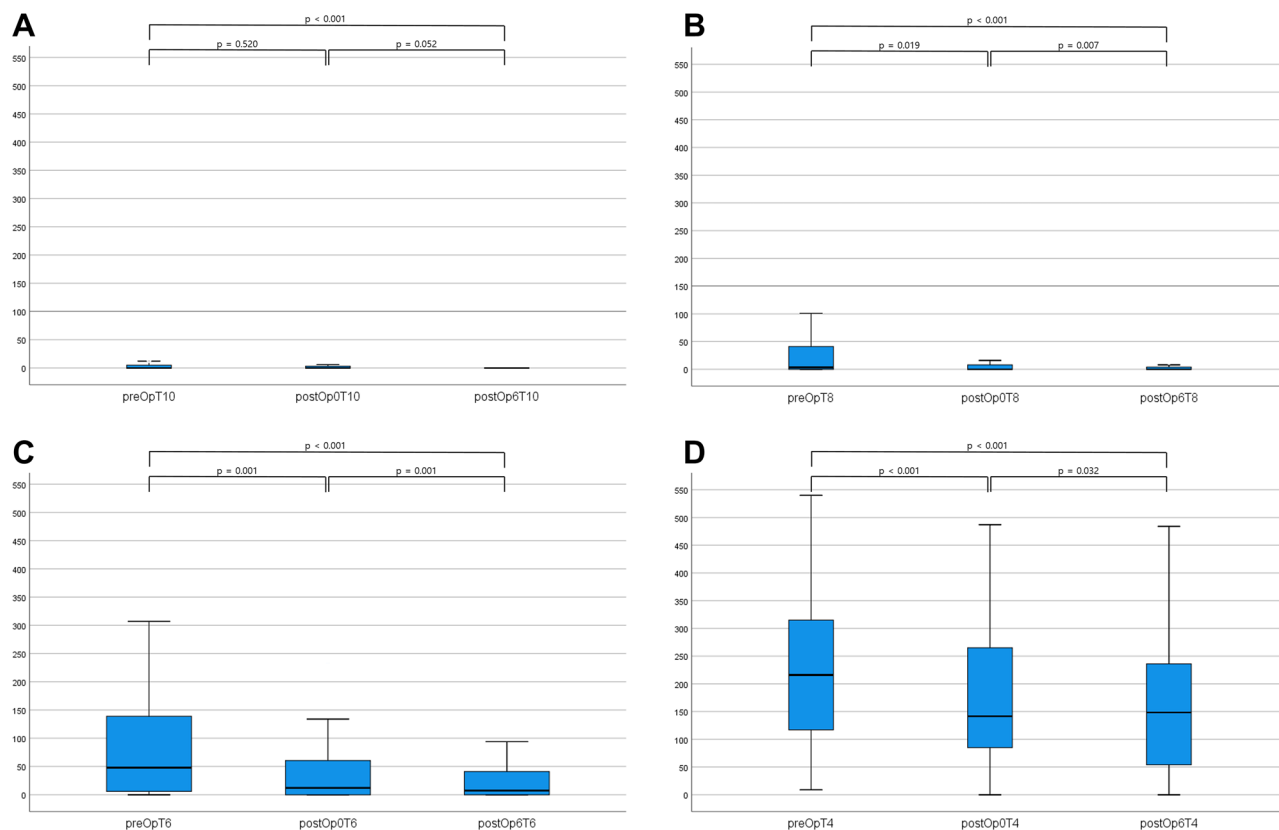 A
p < 0.001
p = 0.520
p = 0.052
550
500
450
400
350
300
250
200
150
100
50
0
preOpT10
postOp0T10
postOp6T10
B
p < 0.001
p = 0.019
p = 0.007
550
500
450
400
350
300
250
200
150
100
50
0
preOpT8
postOp0T8
postOp6T8
C
p < 0.001
p = 0.001
p = 0.001
550
500
450
400
350
300
250
200
150
100
50
0
preOpT6
postOp0T6
postOp6T6
D
p < 0.001
p < 0.001
p = 0.032
550
500
450
400
350
300
250
200
150
100
50
0
preOpT4
postOp0T4
postOp6T4